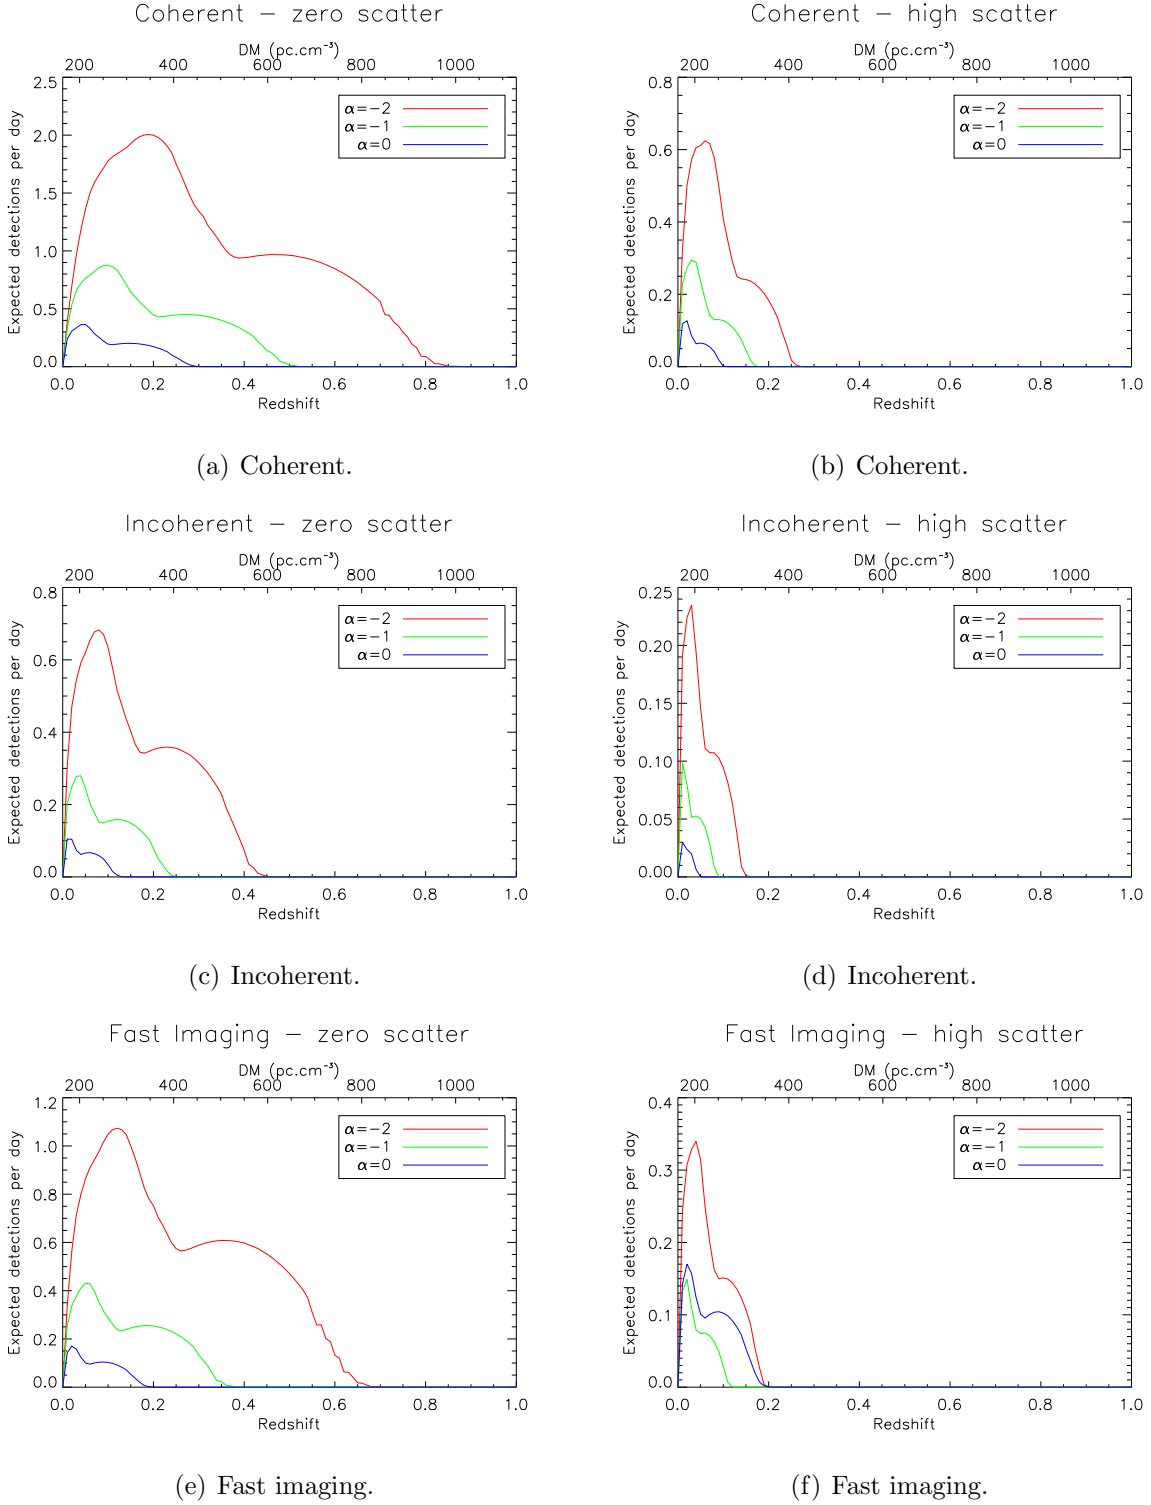 Coherent – zero scatter
DM (pc.cm⁻³)
200 400 600 800 1000
2.5
2.0
1.5
1.0
0.5
0.0
Expected detections per day
α=−2
α=−1
α=0
0.0 0.2 0.4 0.6 0.8 1.0
Redshift
(a) Coherent.
Coherent – high scatter
DM (pc.cm⁻³)
200 400 600 800 1000
0.8
0.6
0.4
0.2
0.0
Expected detections per day
α=−2
α=−1
α=0
0.0 0.2 0.4 0.6 0.8 1.0
Redshift
(b) Coherent.
Incoherent – zero scatter
DM (pc.cm⁻³)
200 400 600 800 1000
0.8
0.6
0.4
0.2
0.0
Expected detections per day
α=−2
α=−1
α=0
0.0 0.2 0.4 0.6 0.8 1.0
Redshift
(c) Incoherent.
Incoherent – high scatter
DM (pc.cm⁻³)
200 400 600 800 1000
0.25
0.20
0.15
0.10
0.05
0.00
Expected detections per day
α=−2
α=−1
α=0
0.0 0.2 0.4 0.6 0.8 1.0
Redshift
(d) Incoherent.
Fast Imaging – zero scatter
DM (pc.cm⁻³)
200 400 600 800 1000
1.2
1.0
0.8
0.6
0.4
0.2
0.0
Expected detections per day
α=−2
α=−1
α=0
0.0 0.2 0.4 0.6 0.8 1.0
Redshift
(e) Fast imaging.
Fast Imaging – high scatter
DM (pc.cm⁻³)
200 400 600 800 1000
0.4
0.3
0.2
0.1
0.0
Expected detections per day
α=−2
α=−1
α=0
0.0 0.2 0.4 0.6 0.8 1.0
Redshift
(f) Fast imaging.